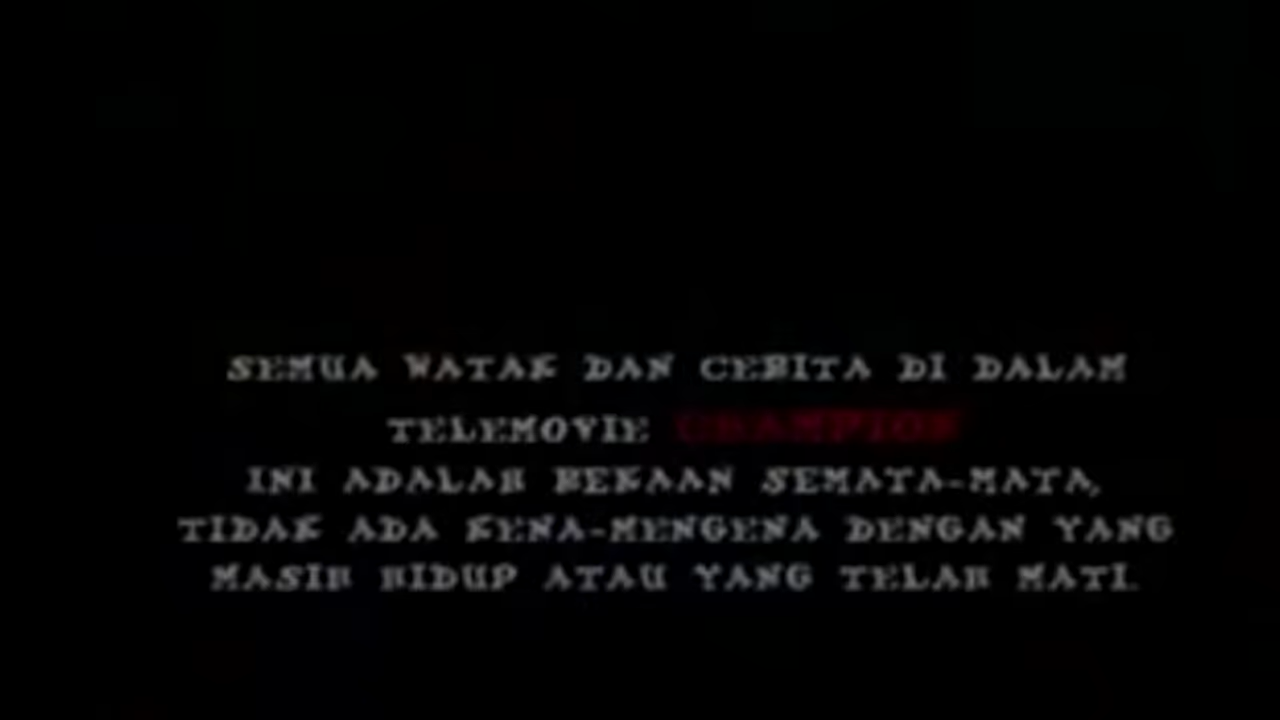 SEMUA WATAK DAN CERITA DI DALAM
TELEMOVIE CHAMPION
INI ADALAH REKAAN SEMATA-MATA,
TIDAK ADA KENA-MENGENA DENGAN YANG
MASIH HIDUP ATAU YANG TELAH MATI.